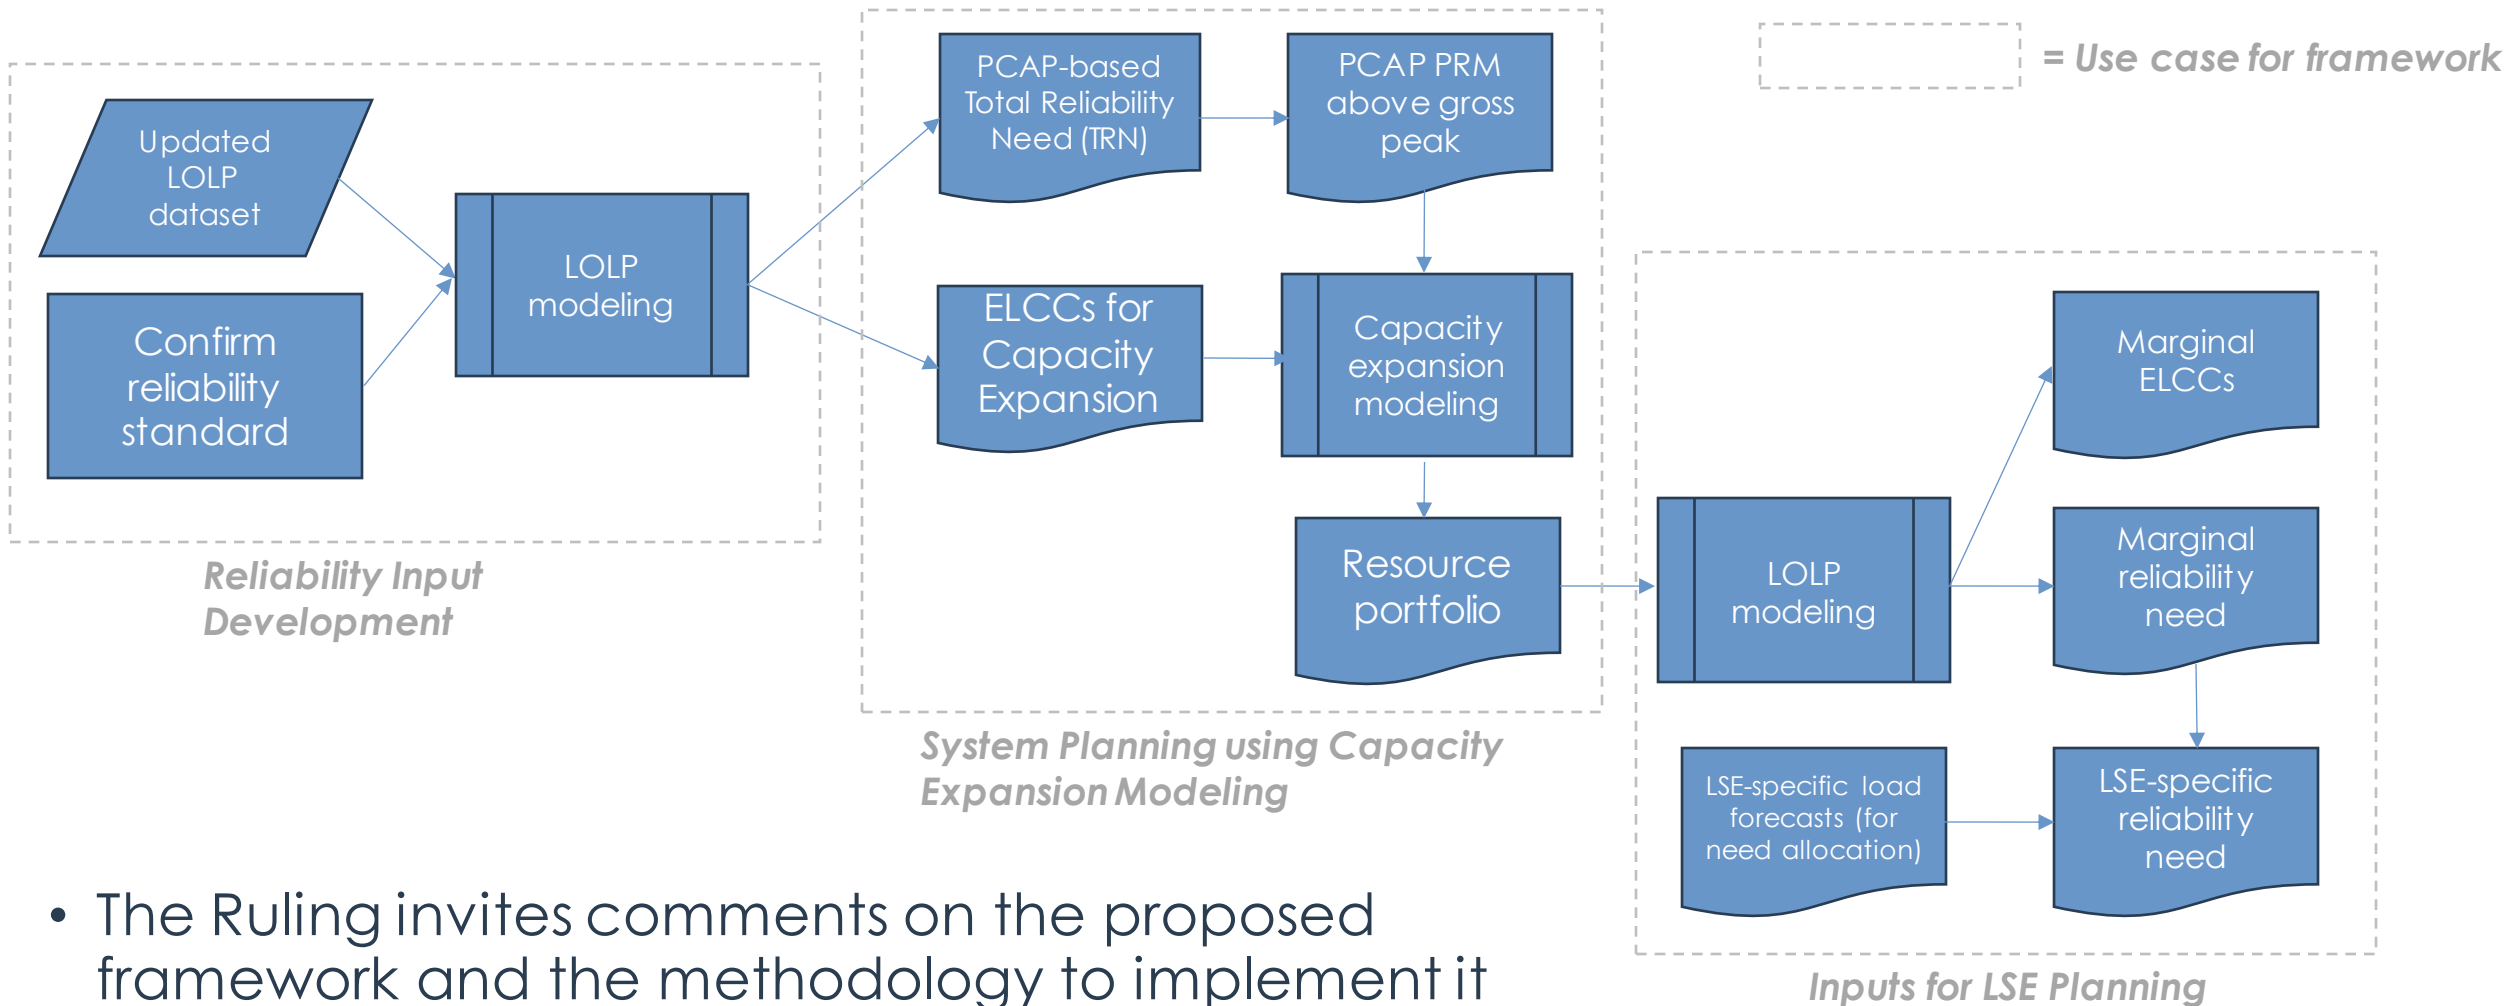 = Use case for framework
Updated
LOLP
dataset
Confirm
reliability
standard
LOLP
modeling
Reliability Input
Development
PCAP-based
Total Reliability
Need (TRN)
PCAP PRM
above gross
peak
ELCCs for
Capacity
Expansion
Capacity
expansion
modeling
Resource
portfolio
System Planning using Capacity
Expansion Modeling
LOLP
modeling
Marginal
ELCCs
Marginal
reliability
need
LSE-specific load
forecasts (for
need allocation)
LSE-specific
reliability
need
Inputs for LSE Planning
• The Ruling invites comments on the proposed
framework and the methodology to implement it